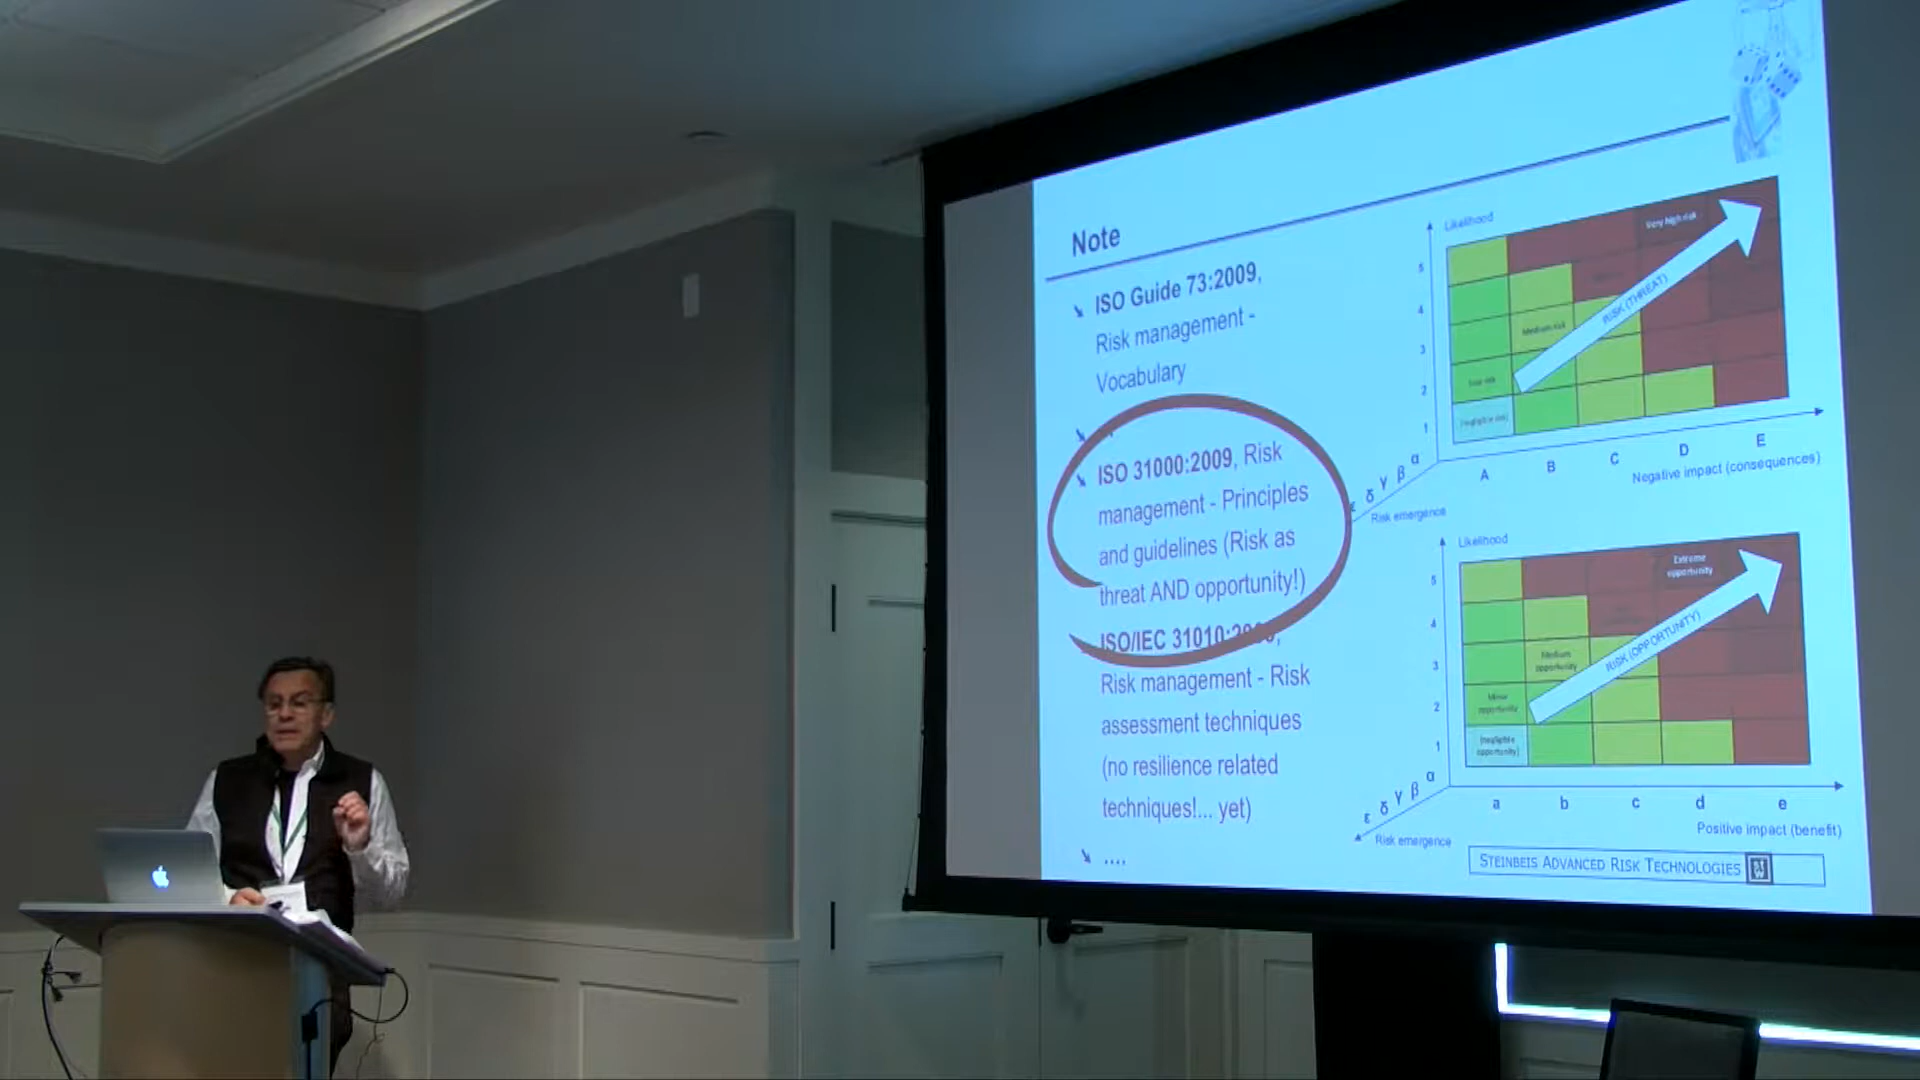 Note
ISO Guide 73:2009,
Risk management -
Vocabulary
ISO 31000:2009, Risk
management - Principles
and guidelines (Risk as
threat AND opportunity!)
ISO/IEC 31010:
Risk management - Risk
assessment techniques
(no resilience related
techniques!... yet)
....
Likelihood
5
4
3
2
1
Very high risk
Medium risk
(negligible risk)
RISK (THREAT)
A B C D E
Negative impact (consequences)
α
β
γ
δ
ε
Risk emergence
Likelihood
5
4
3
2
1
Extreme
opportunity
Medium
opportunity
Minor
opportunity
(negligible
opportunity)
RISK (OPPORTUNITY)
a b c d e
Positive impact (benefit)
α
β
γ
δ
ε
Risk emergence
STEINBEIS ADVANCED RISK TECHNOLOGIES